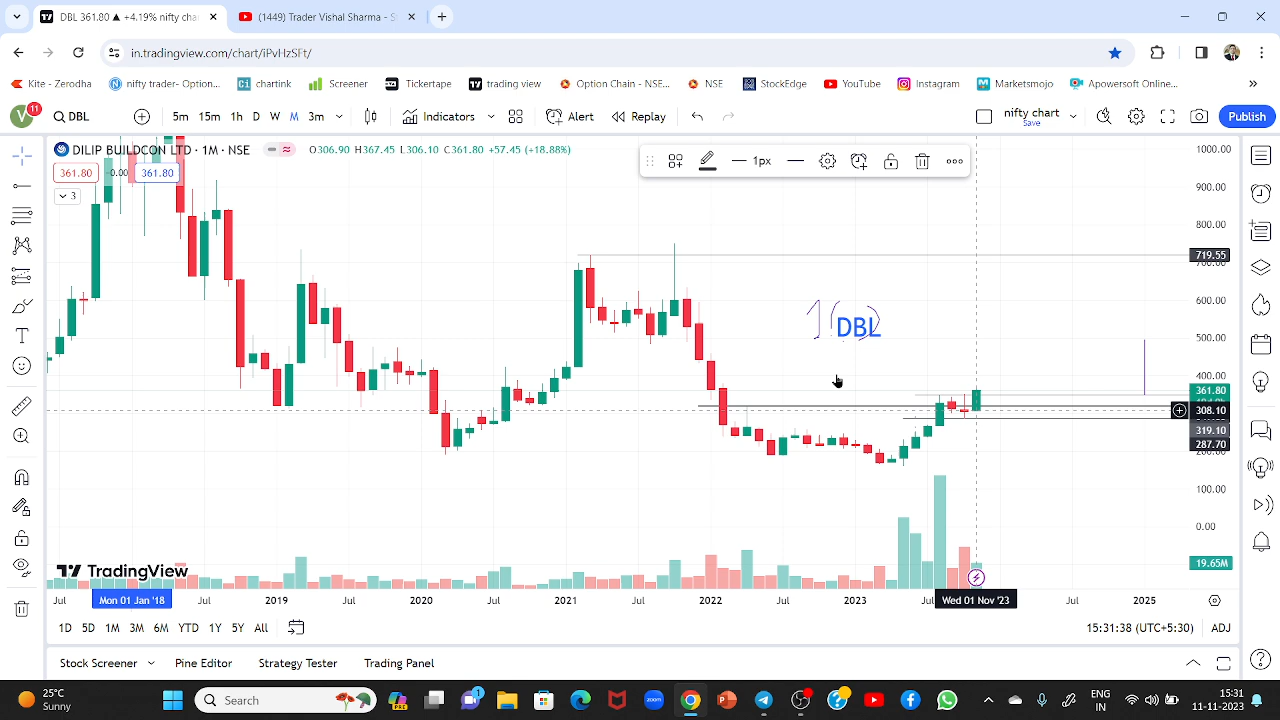 DBL 361.80 ▲ +4.19% nifty char
(1449) Trader Vishal Sharma - S
in.tradingview.com/chart/iPvHzSFt/
Kite - Zerodha
nifty trader- Option...
Ci chartink
Screener
Tickertape
trading view
Option Chain - NSE...
NSE
StockEdge
YouTube
Instagram
Marketsmojo
Apowersoft Online...
V 11
DBL
5m 15m 1h D W M 3m
Indicators
Alert
Replay
nifty chart
Save
Publish
DILIP BUILDCON LTD · 1M · NSE O306.90 H367.45 L306.10 C361.80 +57.45 (+18.88%)
361.80 -0.00 361.80
3
1px
1000.00
900.00
800.00
719.55
600.00
500.00
400.00
361.80
308.10
319.10
287.70
100.00
0.00
19.65M
DBL
TradingView
Jul Mon 01 Jan '18 Jul 2019 Jul 2020 Jul 2021 Jul 2022 Jul 2023 Jul Wed 01 Nov '23 Jul 2025
1D 5D 1M 3M 6M YTD 1Y 5Y All
15:31:38 (UTC+5:30) ADJ
Stock Screener Pine Editor Strategy Tester Trading Panel
25°C
Sunny
Search
PRE
1
zoom
2
ENG
IN
15:31
11-11-2023